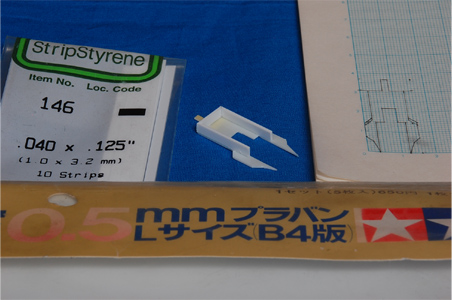 StripStyrene
Item No. Loc. Code
146
.040 x .125"
(1.0 x 3.2 mm)
10 Strips
0.5mmプラバン
Lサイズ(B4版)